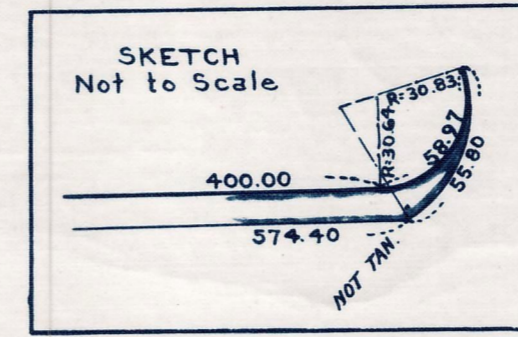 SKETCH
Not to Scale
R=30.83
R=30.64
58.97
55.80
400.00
574.40
NOT TAN.